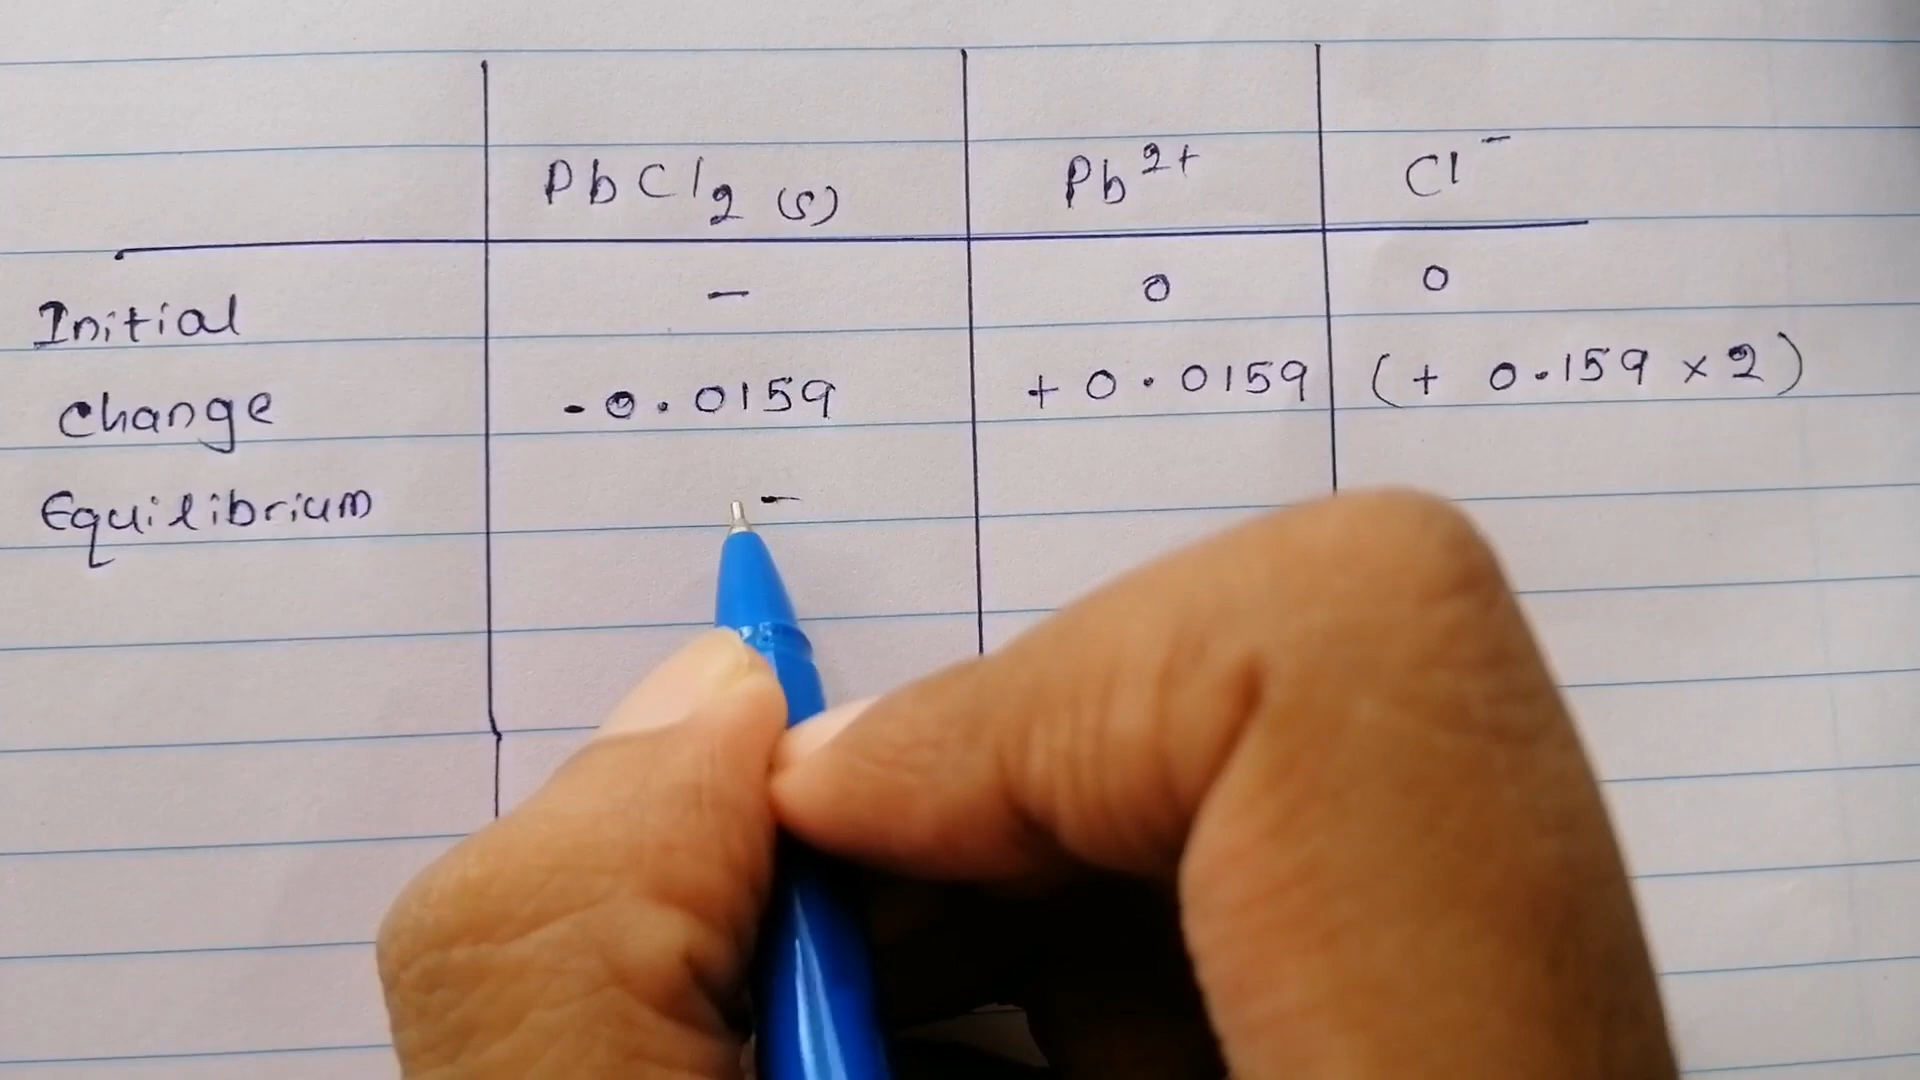 PbCl2 (s) Pb2+ Cl-
Initial - 0 0
change -0.0159 +0.0159 (+ 0.159 x 2)
Equilibrium -